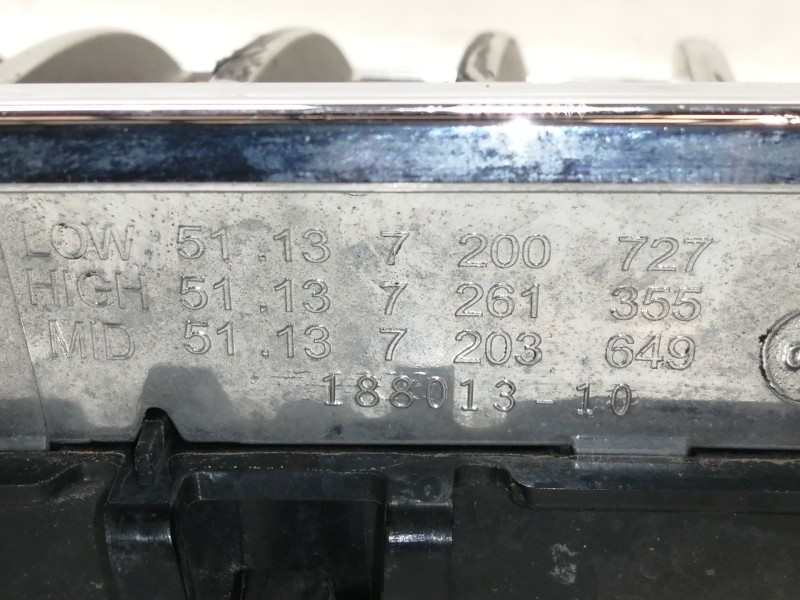 LOW 51.13 7 200 727
HIGH 51.13 7 261 355
MID 51.13 7 203 649
188013-10